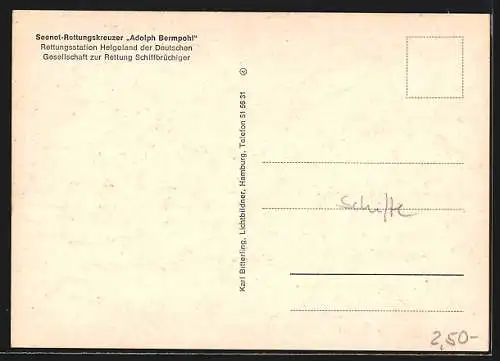 Seenot-Rettungskreuzer „Adolph Bermpohl"
Rettungsstation Helgoland der Deutschen
Gesellschaft zur Rettung Schiffbrüchiger
Karl Bitterling, Lichtbildner, Hamburg, Telefon 51 56 31 ©
Schiffe
2,50-